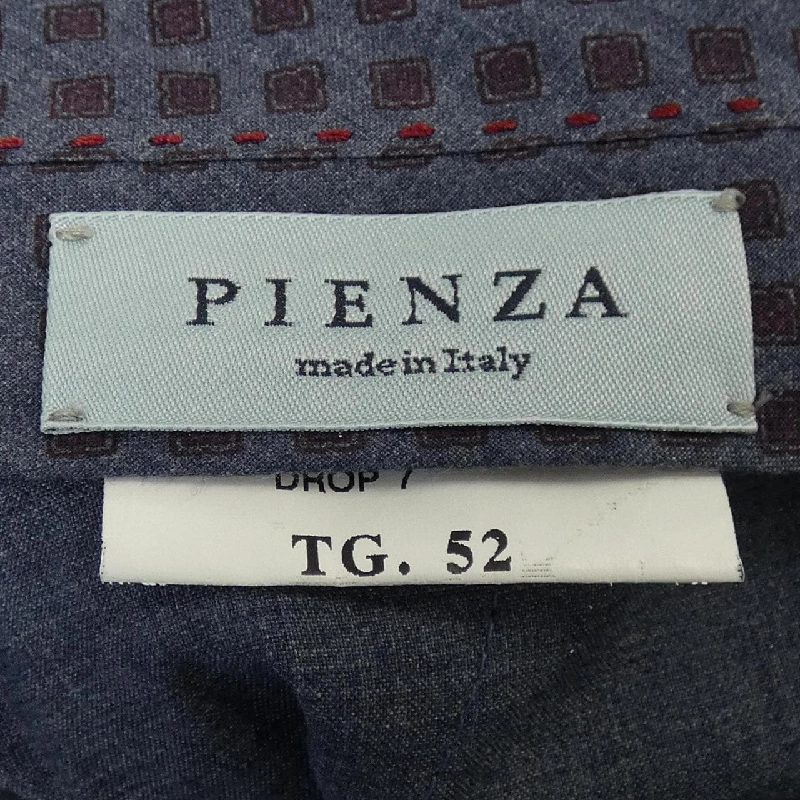 PIENZA
made in Italy
DROP 7
TG. 52